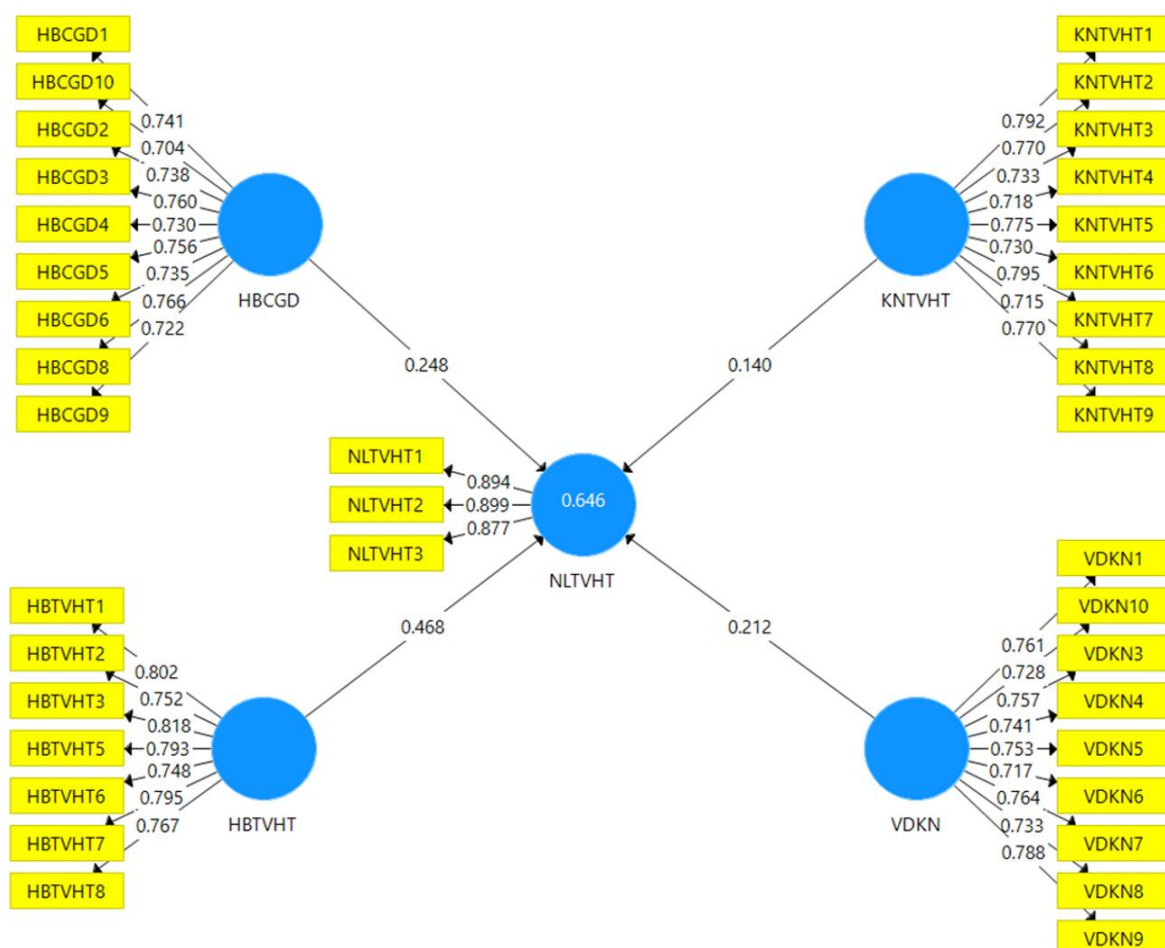 HBCGD1
HBCGD10
HBCGD2
HBCGD3
HBCGD4
HBCGD5
HBCGD6
HBCGD8
HBCGD9
0.741
0.704
0.738
0.760
0.730
0.756
0.735
0.766
0.722
HBCGD
KNTVHT1
KNTVHT2
KNTVHT3
KNTVHT4
KNTVHT5
KNTVHT6
KNTVHT7
KNTVHT8
KNTVHT9
0.792
0.770
0.733
0.718
0.775
0.730
0.795
0.715
0.770
KNTVHT
0.248
0.140
NLTVHT1
NLTVHT2
NLTVHT3
0.894
0.899
0.877
0.646
NLTVHT
0.468
0.212
HBTVHT1
HBTVHT2
HBTVHT3
HBTVHT5
HBTVHT6
HBTVHT7
HBTVHT8
0.802
0.752
0.818
0.793
0.748
0.795
0.767
HBTVHT
VDKN1
VDKN10
VDKN3
VDKN4
VDKN5
VDKN6
VDKN7
VDKN8
VDKN9
0.761
0.728
0.757
0.741
0.753
0.717
0.764
0.733
0.788
VDKN